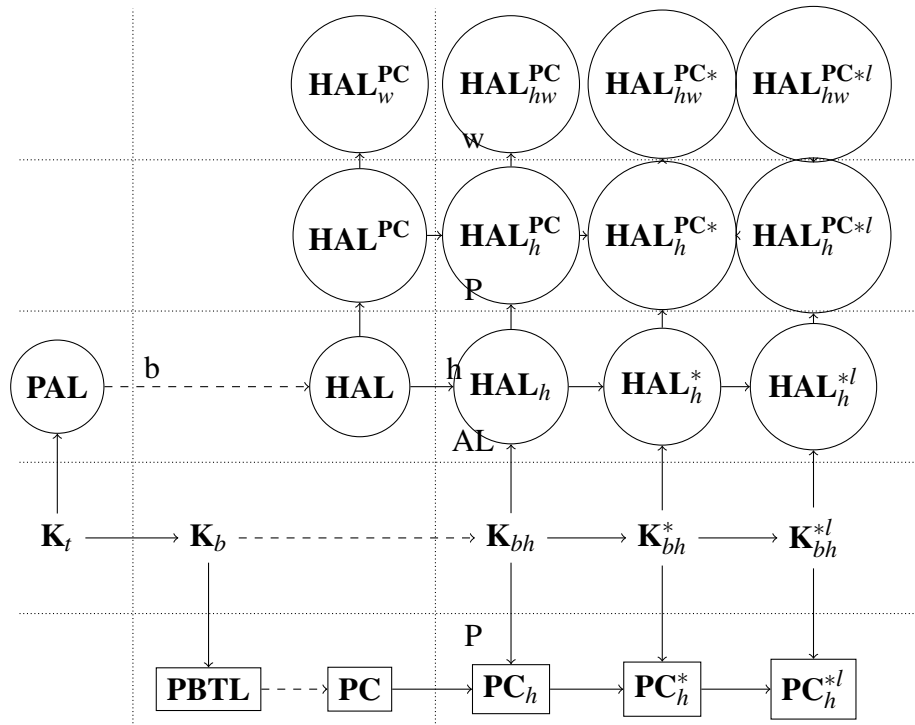 HAL^PC_w HAL^PC_hw HAL^PC*_hw HAL^PC*l_hw
w
HAL^PC HAL^PC_h HAL^PC*_h HAL^PC*l_h
P
b h
PAL HAL HAL_h HAL^*_h HAL^*l_h
AL
K_t K_b K_bh K^*_bh K^*l_bh
P
PBTL PC PC_h PC^*_h PC^*l_h